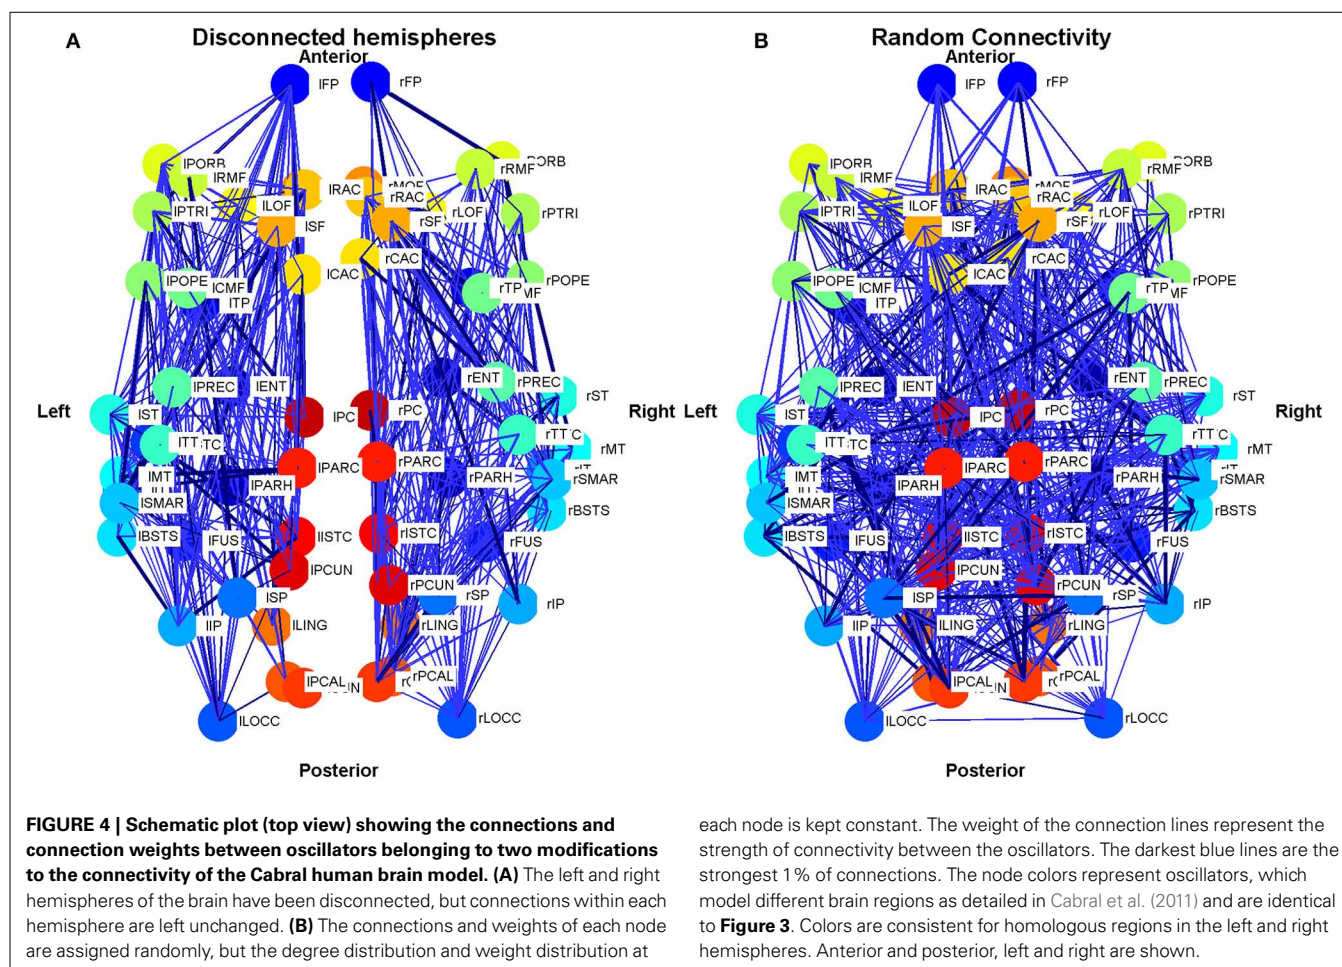 A
Disconnected hemispheres
Anterior
lFP
rFP
lPORB
lRMF
lPTRI
lLOF
lSF
lRAC
rMOF
rRAC
rSF
rLOF
rRMF
rPTRI
lCAC
rCAC
lPOPE
lCMF
lTP
rTP
rPOPE
lPREC
lENT
rENT
rPREC
rST
Left
Right
lST
lTT
lPC
rPC
rTT
rMT
lMT
lPARC
rPARC
lPARH
rPARH
rSMAR
lSMAR
rBSTS
lBSTS
lFUS
lISTC
rISTC
rFUS
lPCUN
rPCUN
lSP
rSP
rIP
lIP
lLING
rLING
lPCAL
rPCAL
lLOCC
rLOCC
Posterior
B
Random Connectivity
Anterior
lFP
rFP
lPORB
lRMF
lPTRI
lLOF
lSF
lRAC
rMOF
rRAC
rSF
rLOF
rRMF
rPTRI
lCAC
rCAC
lPOPE
lCMF
lTP
rTP
rPOPE
lPREC
lENT
rENT
rPREC
rST
Left
Right
lST
lTT
lPC
rPC
rTT
rMT
lMT
lPARC
rPARC
lPARH
rPARH
rSMAR
lSMAR
rBSTS
lBSTS
lFUS
lISTC
rISTC
rFUS
lPCUN
rPCUN
lSP
rSP
rIP
lIP
lLING
rLING
lPCAL
rPCAL
lLOCC
rLOCC
Posterior
FIGURE 4 | Schematic plot (top view) showing the connections and
connection weights between oscillators belonging to two modifications
to the connectivity of the Cabral human brain model. (A) The left and right
hemispheres of the brain have been disconnected, but connections within each
hemisphere are left unchanged. (B) The connections and weights of each node
are assigned randomly, but the degree distribution and weight distribution at
each node is kept constant. The weight of the connection lines represent the
strength of connectivity between the oscillators. The darkest blue lines are the
strongest 1% of connections. The node colors represent oscillators, which
model different brain regions as detailed in Cabral et al. (2011) and are identical
to Figure 3. Colors are consistent for homologous regions in the left and right
hemispheres. Anterior and posterior, left and right are shown.